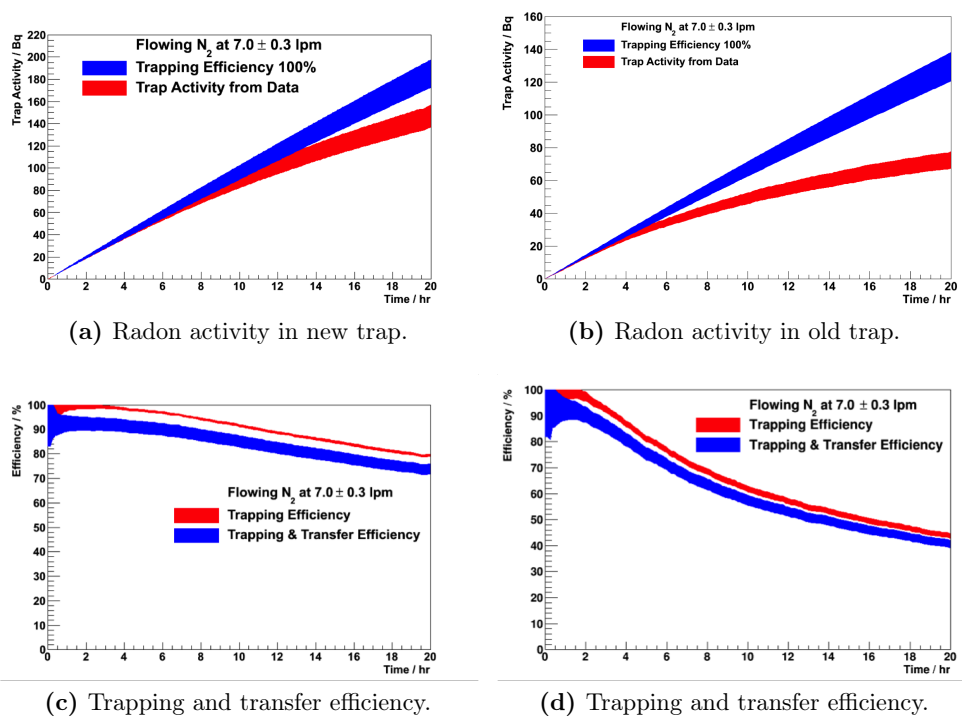 Trap Activity / Bq
220
200
180
160
140
120
100
80
60
40
20
0
Flowing N2 at 7.0 ± 0.3 lpm
Trapping Efficiency 100%
Trap Activity from Data
0 2 4 6 8 10 12 14 16 18 20
Time / hr
(a) Radon activity in new trap.
Trap Activity / Bq
160
140
120
100
80
60
40
20
0
Flowing N2 at 7.0 ± 0.3 lpm
Trapping Efficiency 100%
Trap Activity from Data
0 2 4 6 8 10 12 14 16 18 20
Time / hr
(b) Radon activity in old trap.
Efficiency / %
100
90
80
70
60
50
40
30
20
10
0
Flowing N2 at 7.0 ± 0.3 lpm
Trapping Efficiency
Trapping & Transfer Efficiency
0 2 4 6 8 10 12 14 16 18 20
Time / hr
(c) Trapping and transfer efficiency.
Efficiency / %
100
90
80
70
60
50
40
30
20
10
0
Flowing N2 at 7.0 ± 0.3 lpm
Trapping Efficiency
Trapping & Transfer Efficiency
0 2 4 6 8 10 12 14 16 18 20
Time / hr
(d) Trapping and transfer efficiency.